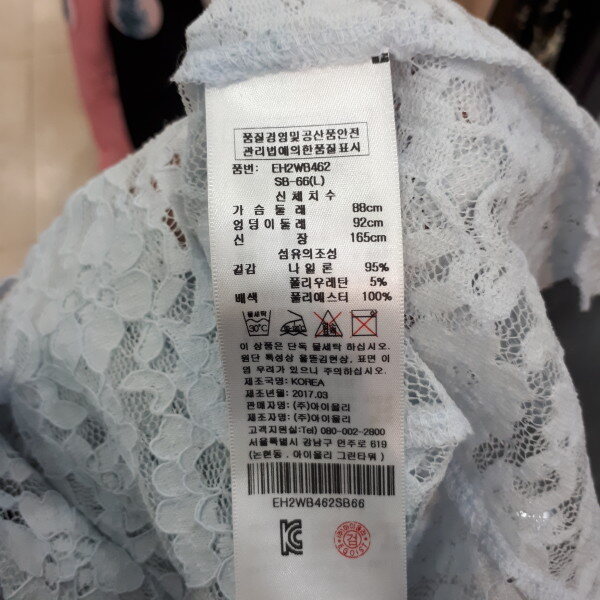 품질경영및공산품안전
관리법에의한품질표시
품번: EH2WB462
SB-66(L)
신체치수
가슴둘레 88cm
엉덩이둘레 92cm
신장 165cm
섬유의조성
겉감 나일론 95%
폴리우레탄 5%
배색 폴리에스터 100%
물세탁
30℃
이 상품은 단독 물세탁 하십시오.
원단 특성상 올뜯김현상, 표면 이
염 우려가 있으니 주의하십시오.
제조국명: KOREA
제조년월: 2017.03
판매자명: (주)아이올리
제조자명: (주)아이올리
고객지원실:Tel) 080-002-2800
서울특별시 강남구 언주로 619
(논현동, 아이올리 그린타워)
EH2WB462SB66
검
EGOIST